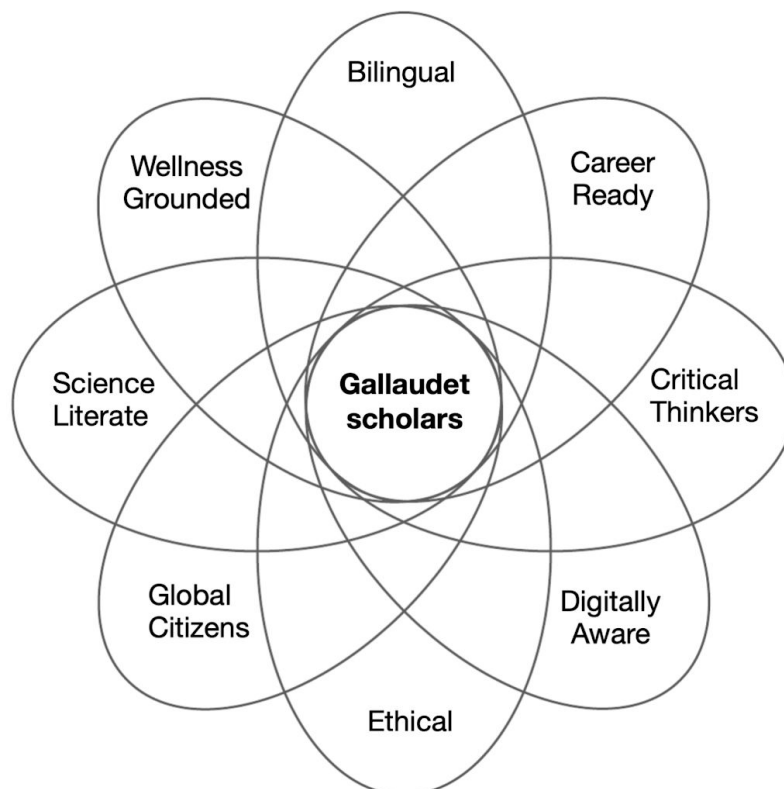 Bilingual
Wellness
Grounded
Career
Ready
Science
Literate
Gallaudet
scholars
Critical
Thinkers
Global
Citizens
Digitally
Aware
Ethical